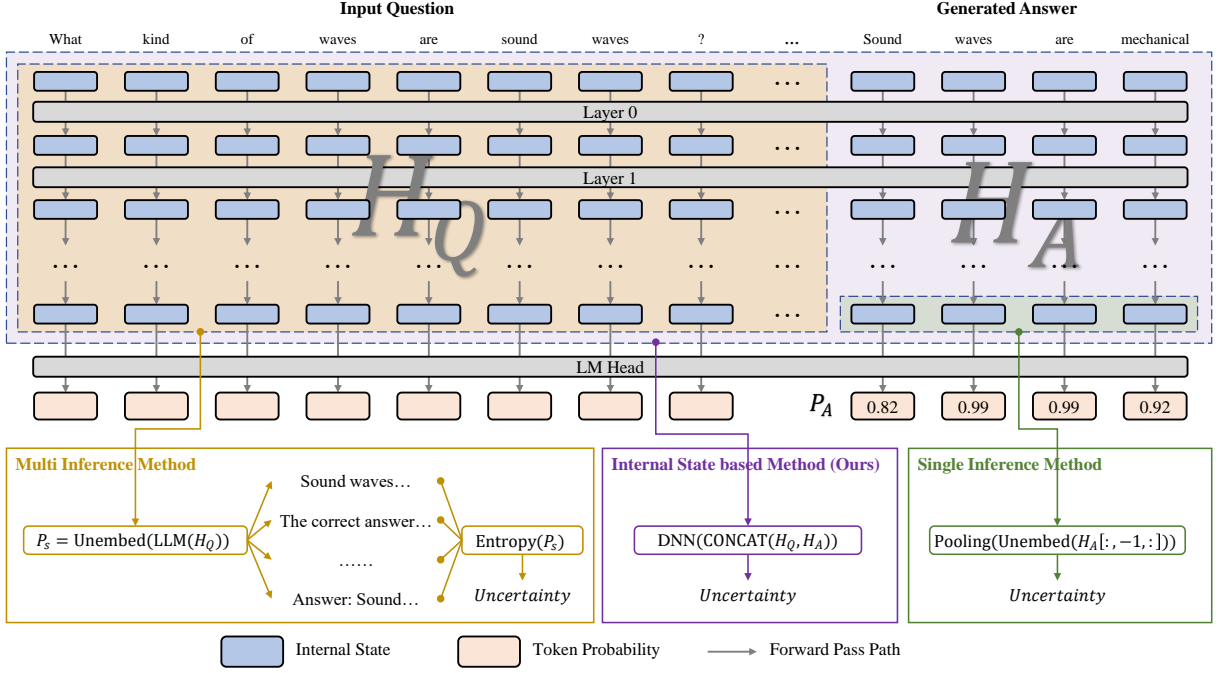 Input Question Generated Answer
What kind of waves are sound waves ? ... Sound waves are mechanical
...
Layer 0
...
Layer 1
...
H_Q H_A
... ... ... ... ... ... ... ... ... ... ... ... ...
...
LM Head
P_A 0.82 0.99 0.99 0.92
Multi Inference Method
Sound waves…
The correct answer…
P_s = Unembed(LLM(H_Q))
Entropy(P_s)
……
Answer: Sound…
Uncertainty
Internal State based Method (Ours)
DNN(CONCAT(H_Q, H_A))
Uncertainty
Single Inference Method
Pooling(Unembed(H_A[:, −1, :]))
Uncertainty
Internal State Token Probability Forward Pass Path